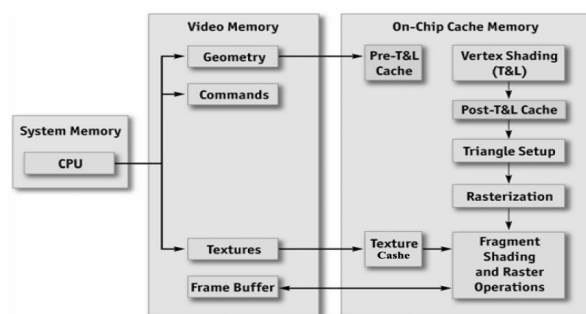 Video Memory
On-Chip Cache Memory
Geometry
Pre-T&L
Cache
Vertex Shading
(T&L)
Commands
Post-T&L Cache
System Memory
CPU
Triangle Setup
Rasterization
Textures
Texture
Cashe
Fragment
Shading
and Raster
Operations
Frame Buffer